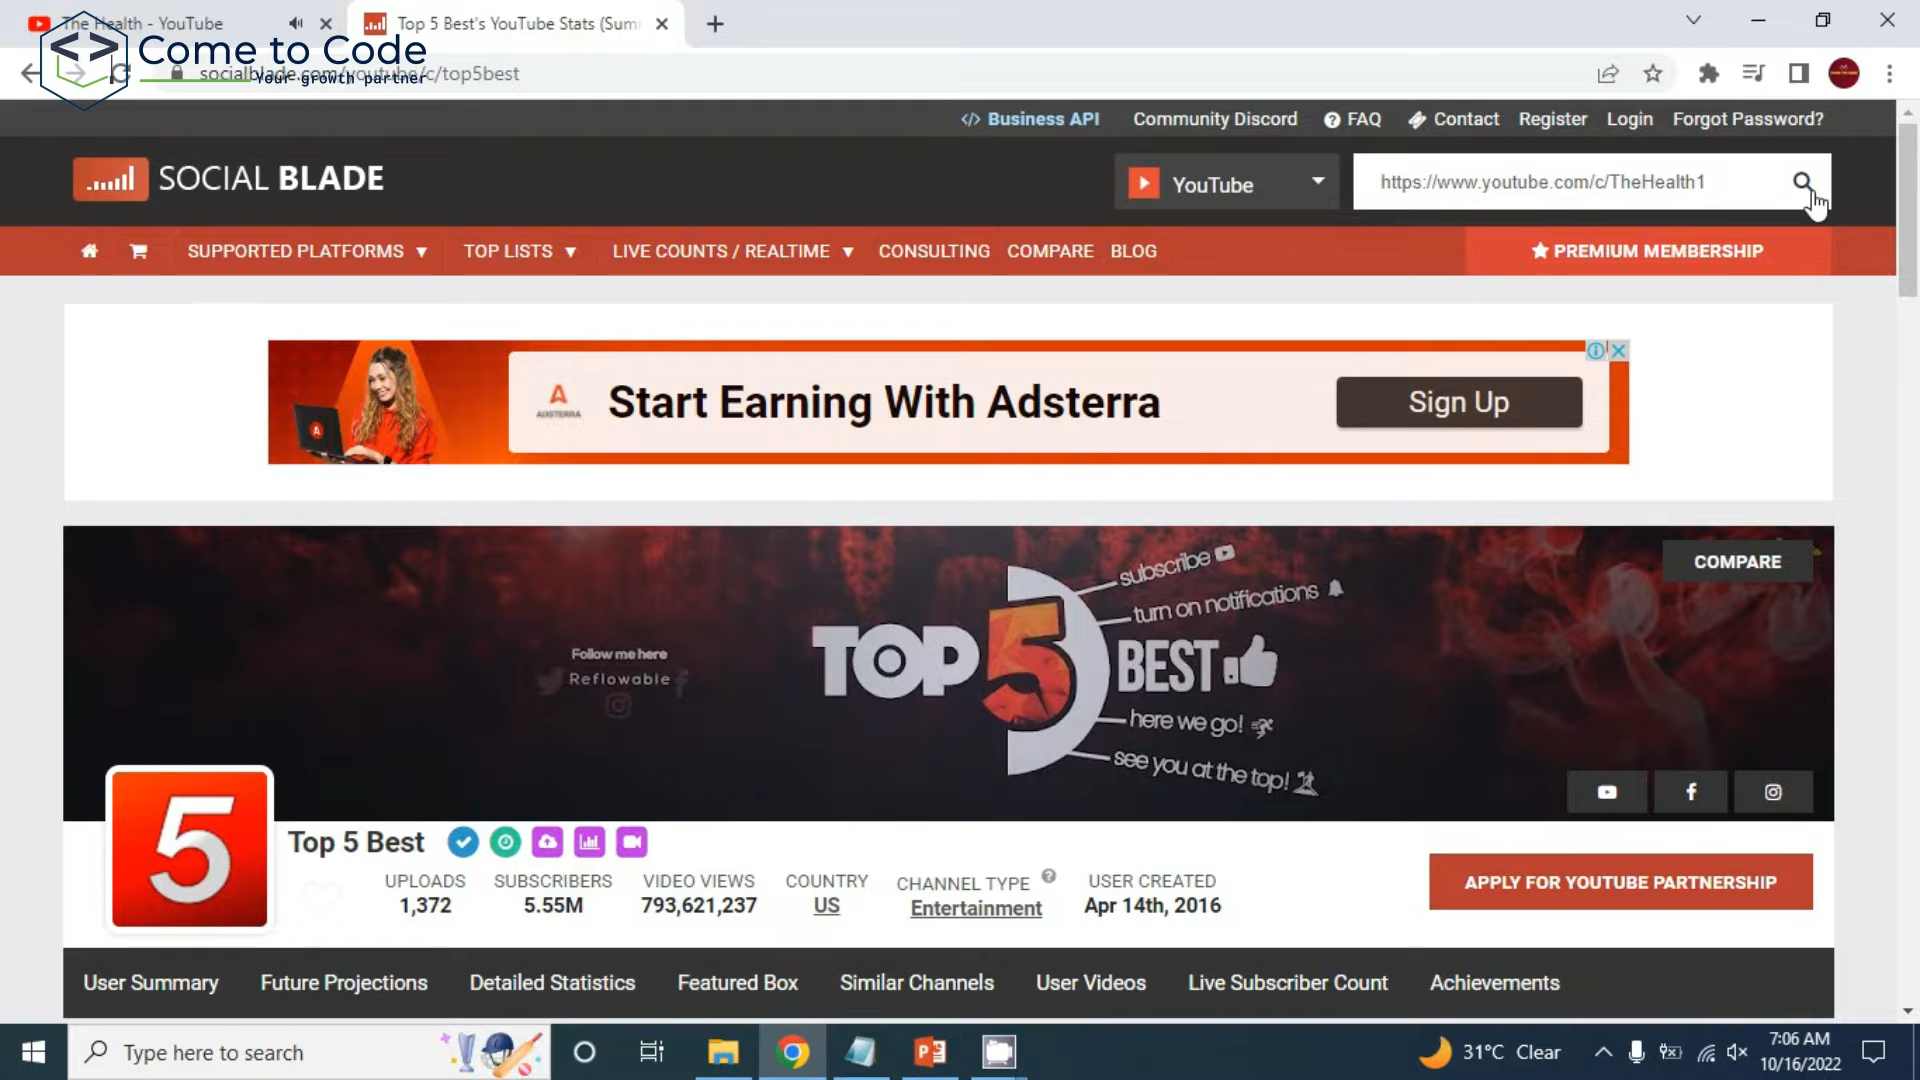 The Health - YouTube
Top 5 Best's YouTube Stats (Sum
Come to Code
Your growth partner
socialblade.com/youtube/c/top5best
Business API
Community Discord
FAQ
Contact
Register
Login
Forgot Password?
SOCIAL BLADE
YouTube
https://www.youtube.com/c/TheHealth1
SUPPORTED PLATFORMS
TOP LISTS
LIVE COUNTS / REALTIME
CONSULTING
COMPARE
BLOG
PREMIUM MEMBERSHIP
A
ADSTERRA
Start Earning With Adsterra
Sign Up
COMPARE
subscribe
turn on notifications
Follow me here
Reflowable
TOP 5 BEST
here we go!
see you at the top!
5
Top 5 Best
UPLOADS
1,372
SUBSCRIBERS
5.55M
VIDEO VIEWS
793,621,237
COUNTRY
US
CHANNEL TYPE
Entertainment
USER CREATED
Apr 14th, 2016
APPLY FOR YOUTUBE PARTNERSHIP
User Summary
Future Projections
Detailed Statistics
Featured Box
Similar Channels
User Videos
Live Subscriber Count
Achievements
Type here to search
31°C Clear
7:06 AM
10/16/2022